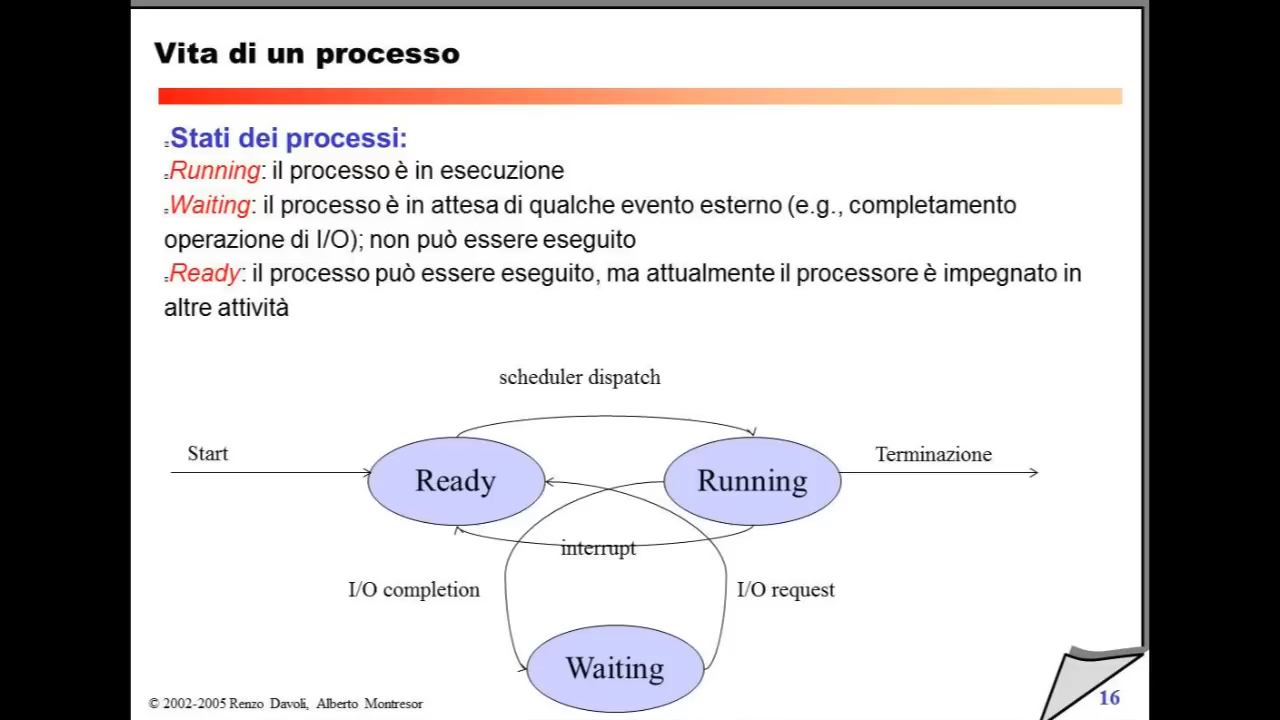 Vita di un processo
Stati dei processi:
Running: il processo è in esecuzione
Waiting: il processo è in attesa di qualche evento esterno (e.g., completamento
operazione di I/O); non può essere eseguito
Ready: il processo può essere eseguito, ma attualmente il processore è impegnato in
altre attività
scheduler dispatch
Start
Terminazione
Ready
Running
interrupt
I/O completion
I/O request
Waiting
© 2002-2005 Renzo Davoli, Alberto Montresor
16